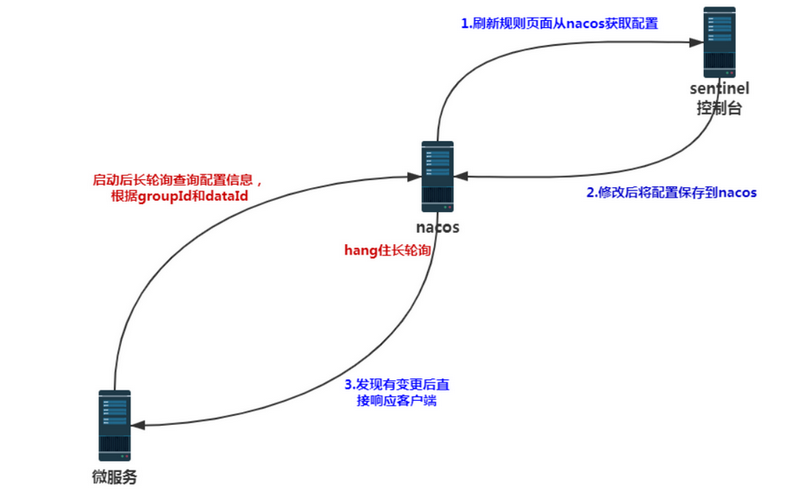 1.刷新规则页面从nacos获取配置
sentinel
控制台
启动后长轮询查询配置信息，
根据groupId和dataId
2.修改后将配置保存到nacos
nacos
hang住长轮询
3.发现有变更后直
接响应客户端
微服务